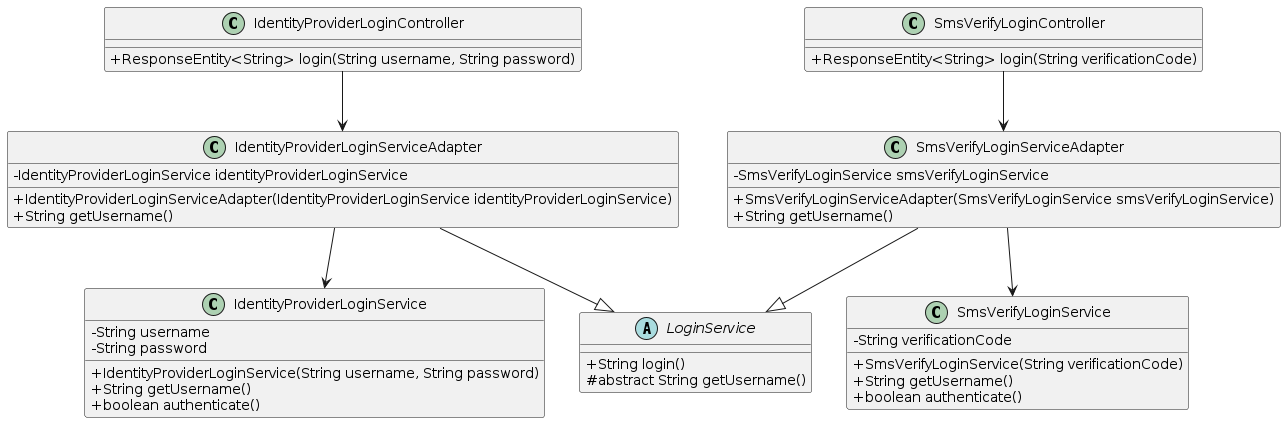 C IdentityProviderLoginController
+ResponseEntity<String> login(String username, String password)
C SmsVerifyLoginController
+ResponseEntity<String> login(String verificationCode)
C IdentityProviderLoginServiceAdapter
-IdentityProviderLoginService identityProviderLoginService
+IdentityProviderLoginServiceAdapter(IdentityProviderLoginService identityProviderLoginService)
+String getUsername()
C SmsVerifyLoginServiceAdapter
-SmsVerifyLoginService smsVerifyLoginService
+SmsVerifyLoginServiceAdapter(SmsVerifyLoginService smsVerifyLoginService)
+String getUsername()
C IdentityProviderLoginService
-String username
-String password
+IdentityProviderLoginService(String username, String password)
+String getUsername()
+boolean authenticate()
A LoginService
+String login()
#abstract String getUsername()
C SmsVerifyLoginService
-String verificationCode
+SmsVerifyLoginService(String verificationCode)
+String getUsername()
+boolean authenticate()